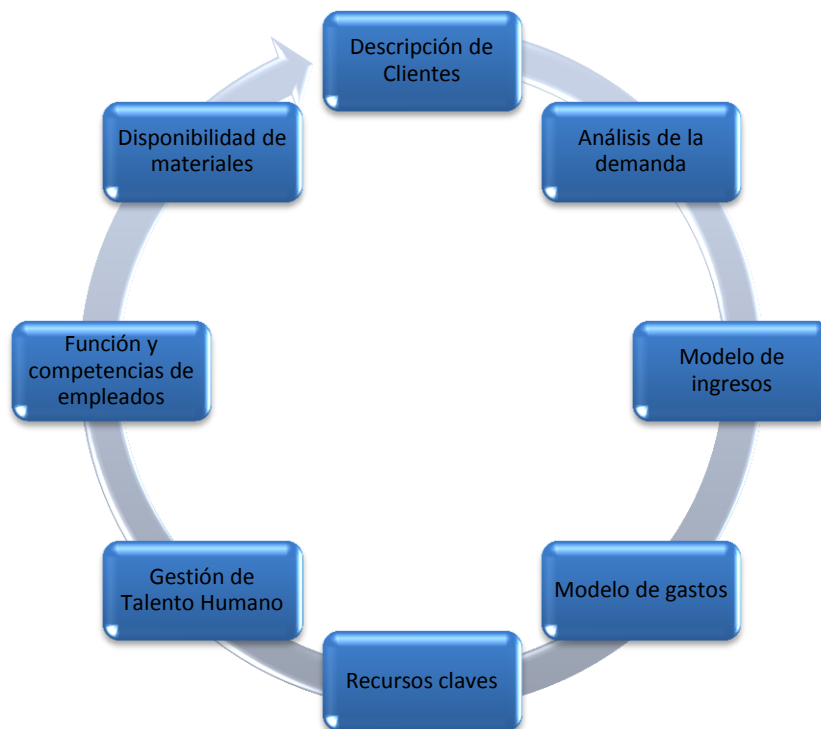 Descripción de
Clientes
Análisis de la
demanda
Modelo de
ingresos
Modelo de gastos
Recursos claves
Gestión de
Talento Humano
Función y
competencias de
empleados
Disponibilidad de
materiales